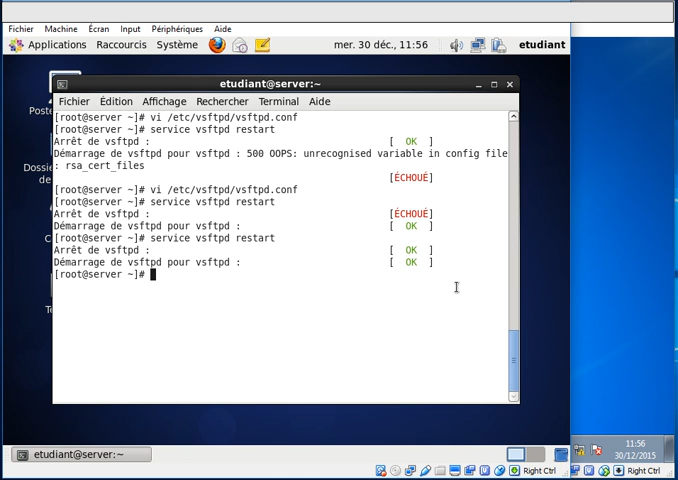 Fichier Machine Écran Input Périphériques Aide
Applications Raccourcis Système mer. 30 déc., 11:56 etudiant
etudiant@server:~
Fichier Édition Affichage Rechercher Terminal Aide
[root@server ~]# vi /etc/vsftpd/vsftpd.conf
[root@server ~]# service vsftpd restart
Arrêt de vsftpd : [ OK ]
Démarrage de vsftpd pour vsftpd : 500 OOPS: unrecognised variable in config file
: rsa_cert_files
[ÉCHOUÉ]
[root@server ~]# vi /etc/vsftpd/vsftpd.conf
[root@server ~]# service vsftpd restart
Arrêt de vsftpd : [ÉCHOUÉ]
Démarrage de vsftpd pour vsftpd : [ OK ]
[root@server ~]# service vsftpd restart
Arrêt de vsftpd : [ OK ]
Démarrage de vsftpd pour vsftpd : [ OK ]
[root@server ~]#
Poste
Dossie
de
C
Te
etudiant@server:~
11:56
30/12/2015
Right Ctrl
Right Ctrl